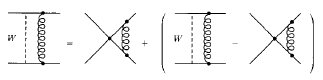 W = + ( W − )